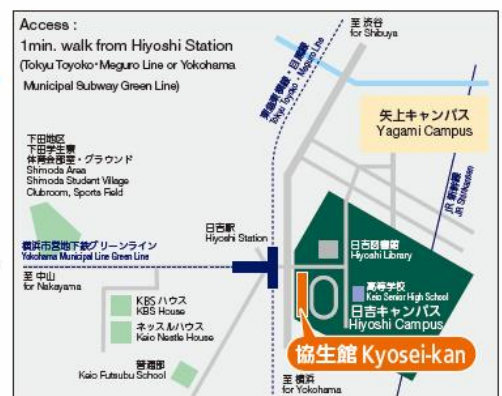 Access :
1min. walk from Hiyoshi Station
(Tokyu Toyoko・Meguro Line or Yokohama
Municipal Subway Green Line)
至 渋谷
for Shibuya
東急東横線・目黒線
Tokyu Toyoko・Meguro Line
矢上キャンパス
Yagami Campus
下田地区
下田学生寮
体育会部室・グラウンド
Shimoda Area
Shimoda Student Village
Clubroom, Sports Field
JR 新幹線
JR Shinkansen
日吉駅
Hiyoshi Station
日吉図書館
Hiyoshi Library
横浜市営地下鉄グリーンライン
Yokohama Municipal Line Green Line
至 中山
for Nakayama
高等学校
Keio Senior High School
日吉キャンパス
Hiyoshi Campus
KBS ハウス
KBS House
ネッスルハウス
Keio Nestle House
協生館 Kyosei-kan
普通部
Keio Futsubu School
至 横浜
for Yokohama